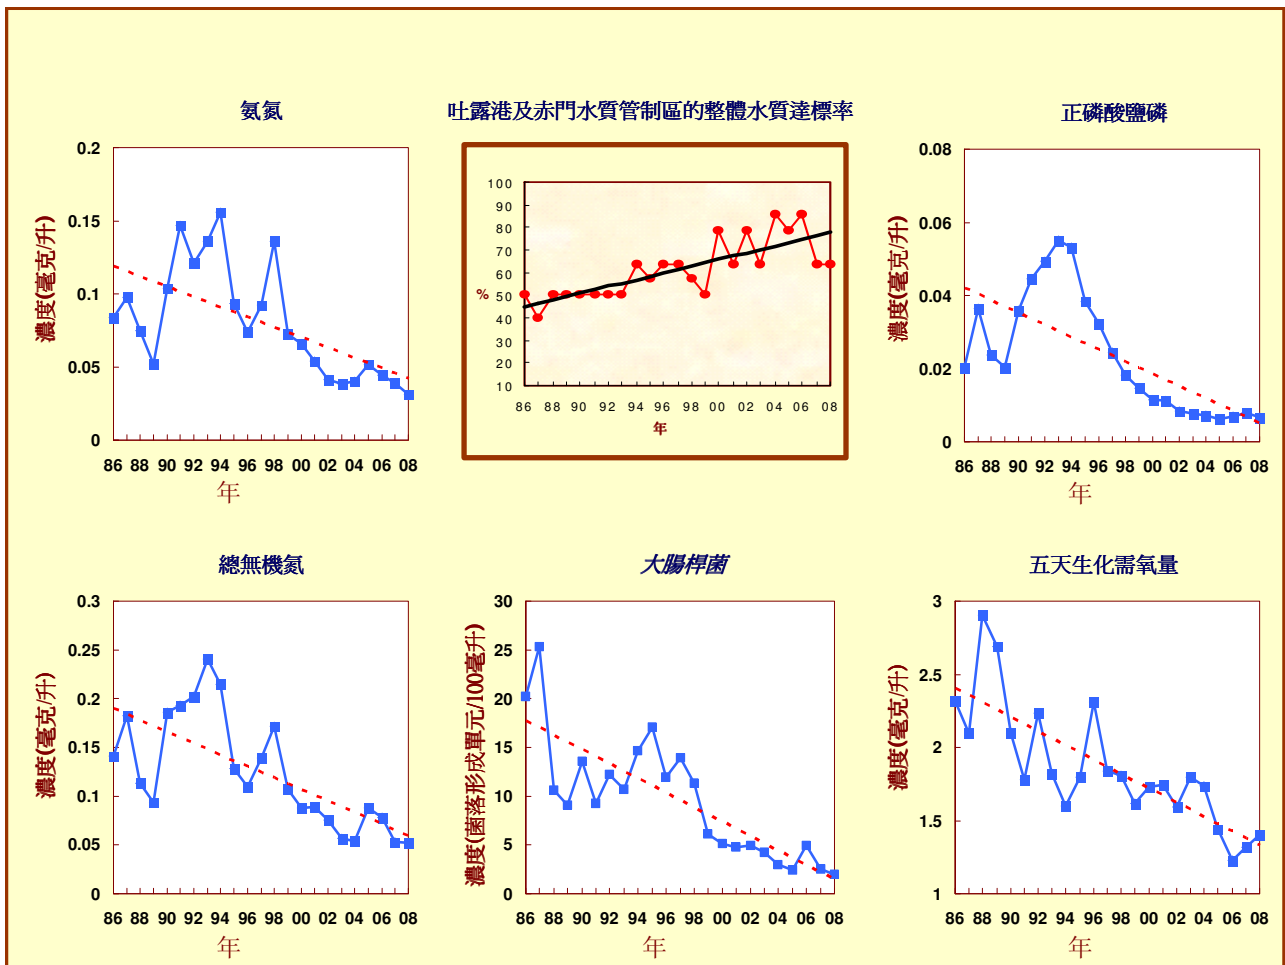 氨氮
吐露港及赤門水質管制區的整體水質達標率
正磷酸鹽磷
濃度(毫克/升)
0.2
0.15
0.1
0.05
0
86 88 90 92 94 96 98 00 02 04 06 08
年
%
100
90
80
70
60
50
40
30
20
10
86 88 90 92 94 96 98 00 02 04 06 08
年
濃度(毫克/升)
0.08
0.06
0.04
0.02
0
86 88 90 92 94 96 98 00 02 04 06 08
年
總無機氮
大腸桿菌
五天生化需氧量
濃度(毫克/升)
0.3
0.25
0.2
0.15
0.1
0.05
0
86 88 90 92 94 96 98 00 02 04 06 08
年
濃度(菌落形成單元/100毫升)
30
25
20
15
10
5
0
86 88 90 92 94 96 98 00 02 04 06 08
年
濃度(毫克/升)
3
2.5
2
1.5
1
86 88 90 92 94 96 98 00 02 04 06 08
年